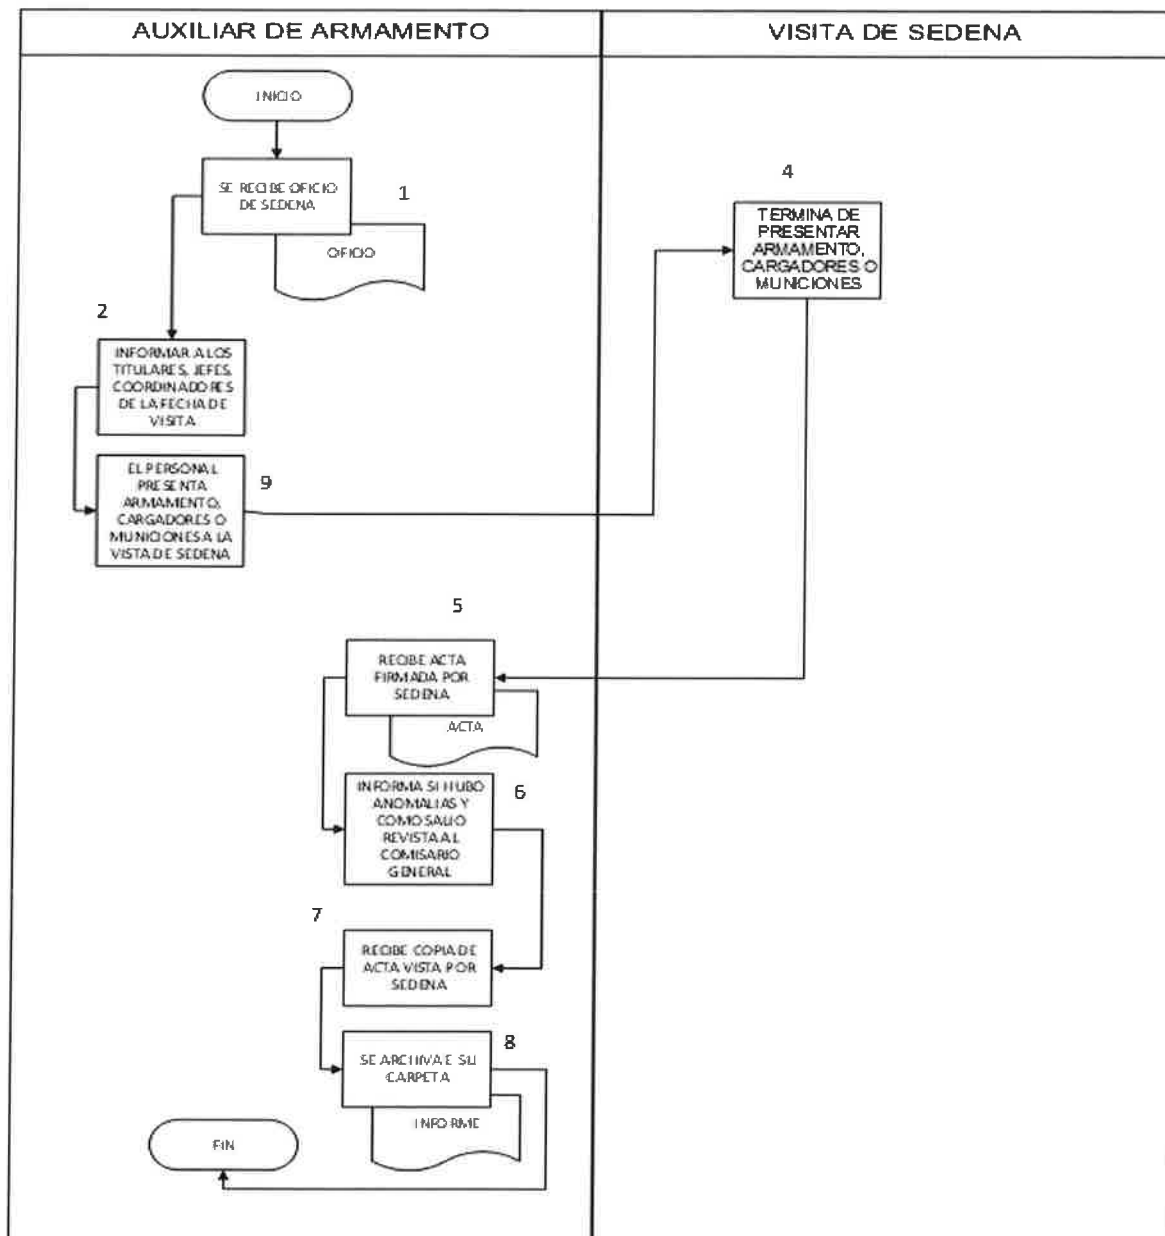 AUXILIAR DE ARMAMENTO
VISITA DE SEDENA
INICIO
SE RECIBE OFICIO
DE SEDENA
1
OFICIO
2
INFORMAR A LOS
TITULARES, JEFES,
COORDINADORES
DE LA FECHA DE
VISITA
EL PERSONAL
PRESENTA
ARMAMENTO,
CARGADORES O
MUNICIONES A LA
VISTA DE SEDENA
9
4
TERMINA DE
PRESENTAR
ARMAMENTO,
CARGADORES O
MUNICIONES
5
RECIBE ACTA
FIRMADA POR
SEDENA
ACTA
INFORMA SI HUBO
ANOMALIAS Y
COMO SALIO
REVISTA AL
COMISARIO
GENERAL
6
7
RECIBE COPIA DE
ACTA VISTA POR
SEDENA
8
SE ARCHIVA E SU
CARPETA
INFORME
FIN